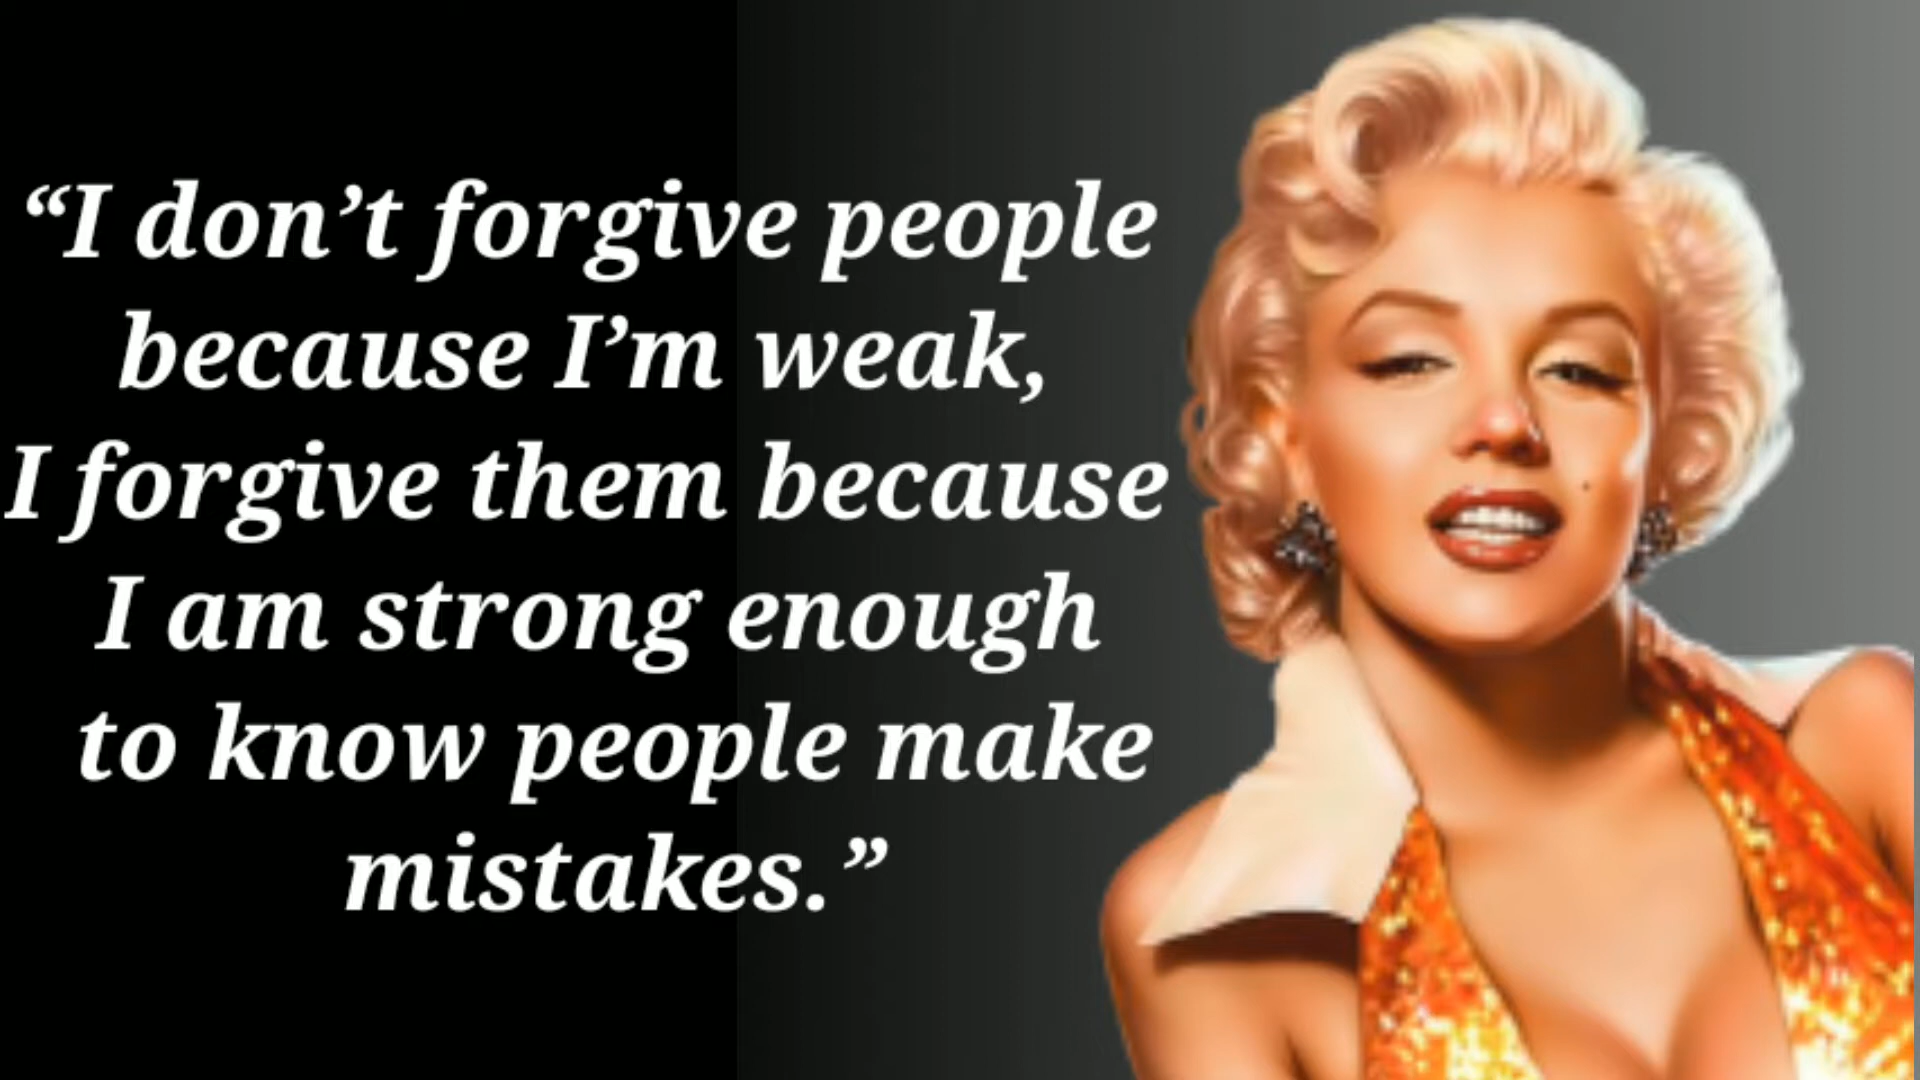 “I don’t forgive people
because I’m weak,
I forgive them because
I am strong enough
to know people make
mistakes.”